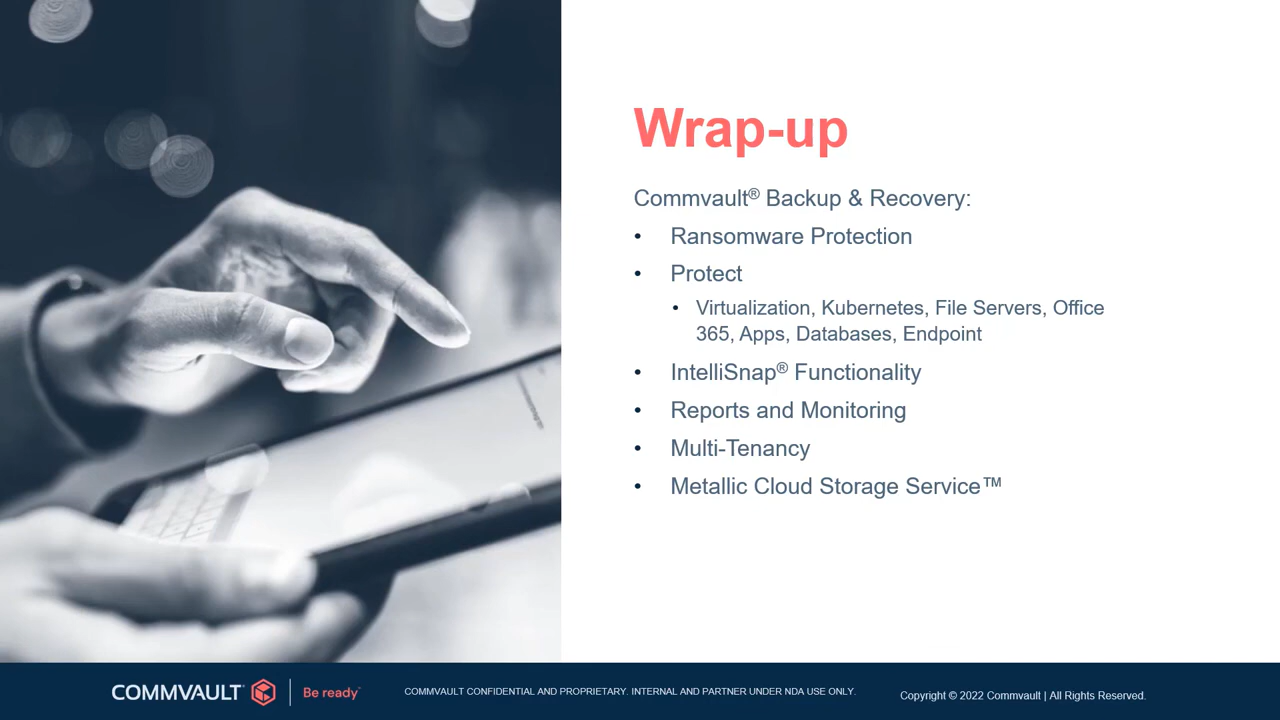 Wrap-up
Commvault® Backup & Recovery:
• Ransomware Protection
• Protect
• Virtualization, Kubernetes, File Servers, Office
365, Apps, Databases, Endpoint
• IntelliSnap® Functionality
• Reports and Monitoring
• Multi-Tenancy
• Metallic Cloud Storage Service™
COMMVAULT Be ready
COMMVAULT CONFIDENTIAL AND PROPRIETARY. INTERNAL AND PARTNER UNDER NDA USE ONLY.
Copyright © 2022 Commvault | All Rights Reserved.